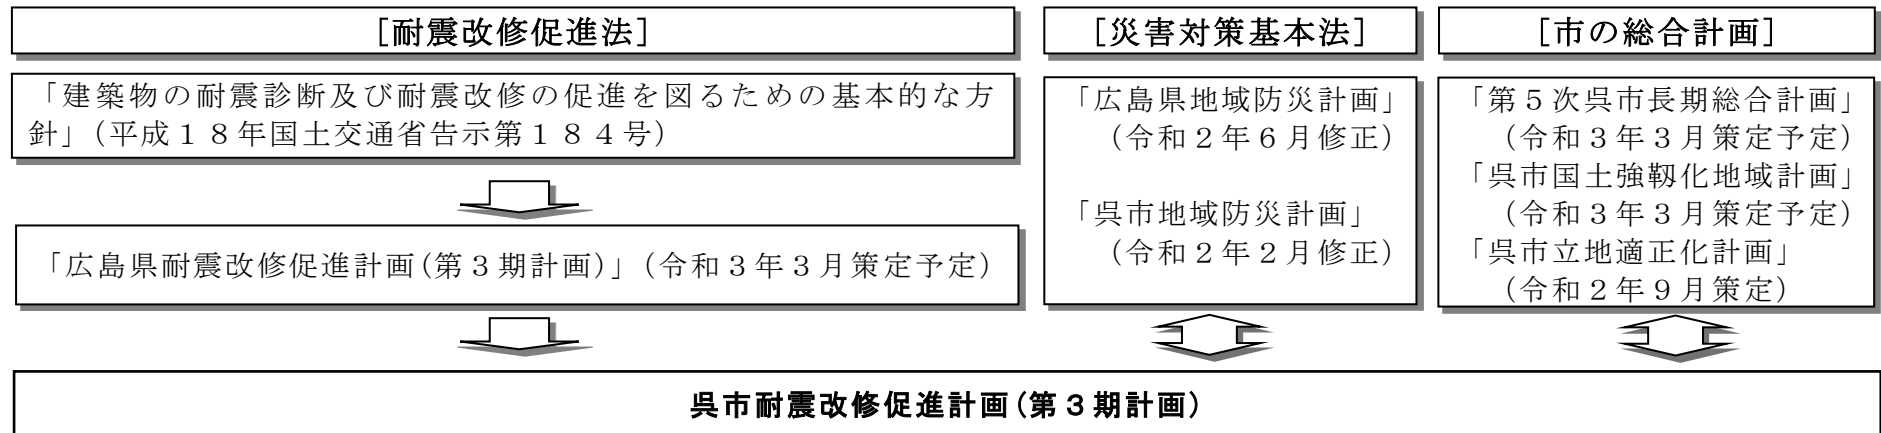 [耐震改修促進法]
「建築物の耐震診断及び耐震改修の促進を図るための基本的な方
針」(平成18年国土交通省告示第184号)
「広島県耐震改修促進計画(第3期計画)」(令和3年3月策定予定)
[災害対策基本法]
「広島県地域防災計画」
(令和2年6月修正)
「呉市地域防災計画」
(令和2年2月修正)
[市の総合計画]
「第5次呉市長期総合計画」
(令和3年3月策定予定)
「呉市国土強靱化地域計画」
(令和3年3月策定予定)
「呉市立地適正化計画」
(令和2年9月策定)
呉市耐震改修促進計画(第3期計画)